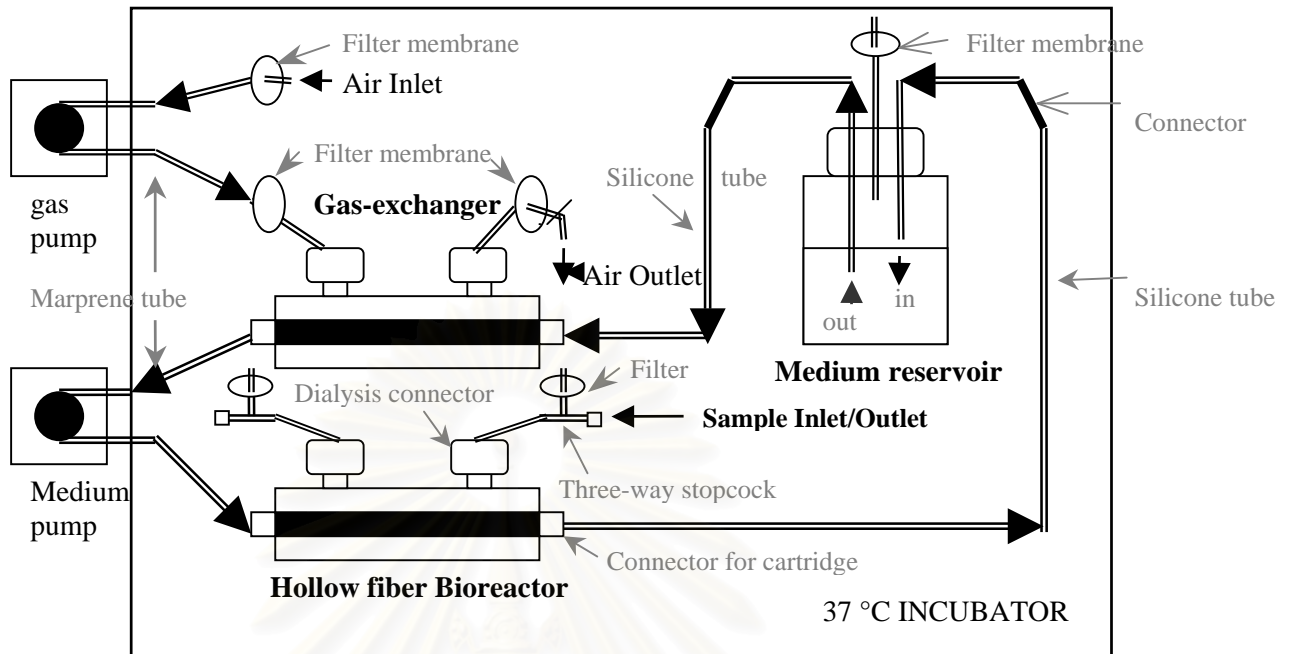 Filter membrane
Air Inlet
Filter membrane
Connector
gas
pump
Filter membrane
Gas-exchanger
Silicone tube
Marprene tube
Air Outlet
Silicone tube
out
in
Medium reservoir
Dialysis connector
Filter
Sample Inlet/Outlet
Medium
pump
Three-way stopcock
Connector for cartridge
Hollow fiber Bioreactor
37 °C INCUBATOR